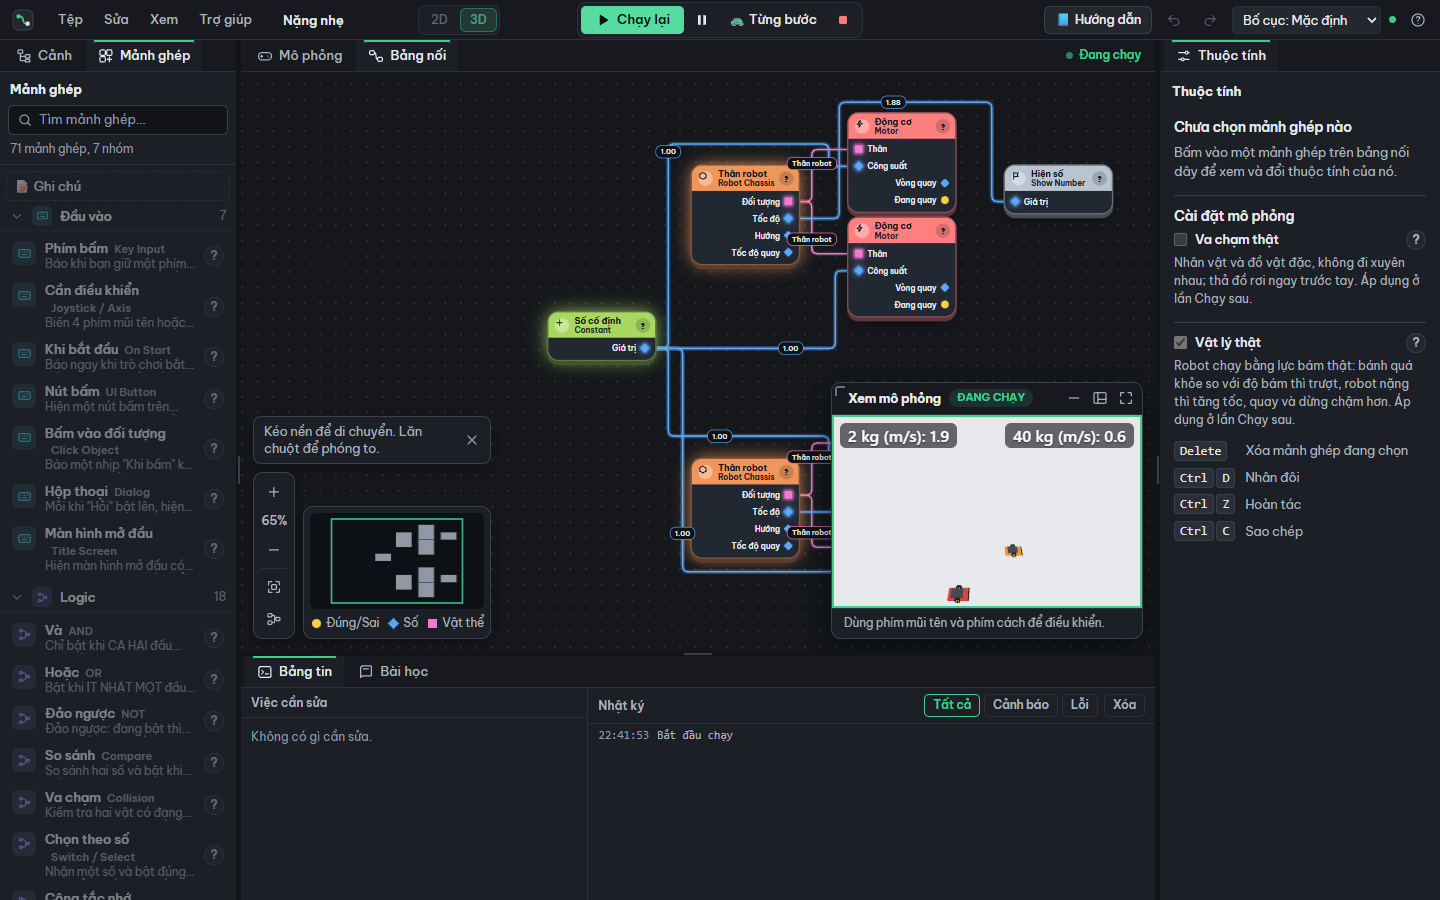 Tệp Sửa Xem Trợ giúp Nặng nhẹ 2D 3D Chạy lại Từng bước Hướng dẫn Bố cục: Mặc định
Cảnh Mảnh ghép
Mô phỏng Bảng nối Đang chạy
Thuộc tính
Mảnh ghép
Tìm mảnh ghép...
71 mảnh ghép, 7 nhóm
Ghi chú
Đầu vào 7
Phím bấm Key Input ?
Báo khi bạn giữ một phím...
Cần điều khiển
Joystick / Axis ?
Biến 4 phím mũi tên hoặc...
Khi bắt đầu On Start ?
Báo ngay khi trò chơi bắt...
Nút bấm UI Button ?
Hiện một nút bấm trên...
Bấm vào đối tượng
Click Object ?
Báo một nhịp "Khi bấm" k...
Hộp thoại Dialog ?
Mỗi khi "Hỏi" bật lên, hiện...
Màn hình mở đầu
Title Screen ?
Hiện màn hình mở đầu có...
Logic 18
Và AND ?
Chỉ bật khi CẢ HAI đầu...
Hoặc OR ?
Bật khi ÍT NHẤT MỘT đầu...
Đảo ngược NOT ?
Đảo ngược: đang bật thì...
So sánh Compare ?
So sánh hai số và bật khi...
Va chạm Collision ?
Kiểm tra hai vật có đang...
Chọn theo số
Switch / Select ?
Nhận một số và bật đúng...
Công tắc nhớ
1.88
1.00
Động cơ
Motor
?
Thân
Công suất
Vòng quay
Đang quay
Thân robot
Thân robot
Robot Chassis
?
Đối tượng
Tốc độ
Hướng
Tốc độ quay
Thân robot
Hiện số
Show Number
?
Giá trị
Động cơ
Motor
?
Thân
Công suất
Vòng quay
Đang quay
Số cố định
Constant
?
Giá trị
1.00
1.00
Thân robot
Thân robot
Robot Chassis
?
Đối tượng
Tốc độ
Hướng
Tốc độ quay
1.00
Thân robot
Kéo nền để di chuyển. Lăn
chuột để phóng to.
65%
Đúng/Sai Số Vật thể
Xem mô phỏng ĐANG CHẠY
2 kg (m/s): 1.9 40 kg (m/s): 0.6
Dùng phím mũi tên và phím cách để điều khiển.
Bảng tin Bài học
Việc cần sửa
Không có gì cần sửa.
Nhật ký Tất cả Cảnh báo Lỗi Xóa
22:41:53 Bắt đầu chạy
Thuộc tính
Chưa chọn mảnh ghép nào
Bấm vào một mảnh ghép trên bảng nối
dây để xem và đổi thuộc tính của nó.
Cài đặt mô phỏng
Va chạm thật ?
Nhân vật và đồ vật đặc, không đi xuyên
nhau; thả đồ rơi ngay trước tay. Áp dụng ở
lần Chạy sau.
Vật lý thật ?
Robot chạy bằng lực bám thật: bánh quá
khỏe so với độ bám thì trượt, robot nặng
thì tăng tốc, quay và dừng chậm hơn. Áp
dụng ở lần Chạy sau.
Delete Xóa mảnh ghép đang chọn
Ctrl D Nhân đôi
Ctrl Z Hoàn tác
Ctrl C Sao chép